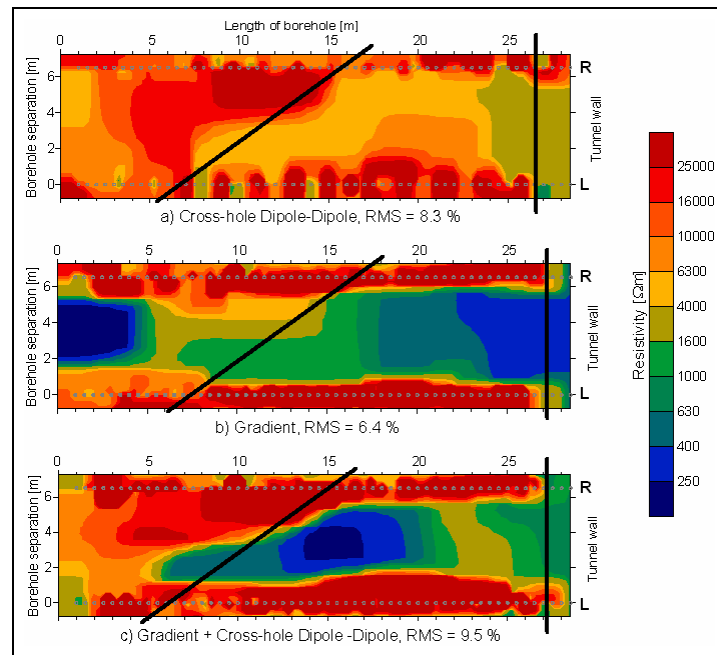 Length of borehole [m]
0 5 10 15 20 25
Borehole separation [m]
6
4
2
0
R
Tunnel wall
L
a) Cross-hole Dipole-Dipole, RMS = 8.3 %
0 5 10 15 20 25
Borehole separation [m]
6
4
2
0
R
Tunnel wall
L
b) Gradient, RMS = 6.4 %
0 5 10 15 20 25
Borehole separation [m]
6
4
2
0
R
Tunnel wall
L
c) Gradient + Cross-hole Dipole -Dipole, RMS = 9.5 %
Resistivity [Ωm]
25000
16000
10000
6300
4000
1600
1000
630
400
250